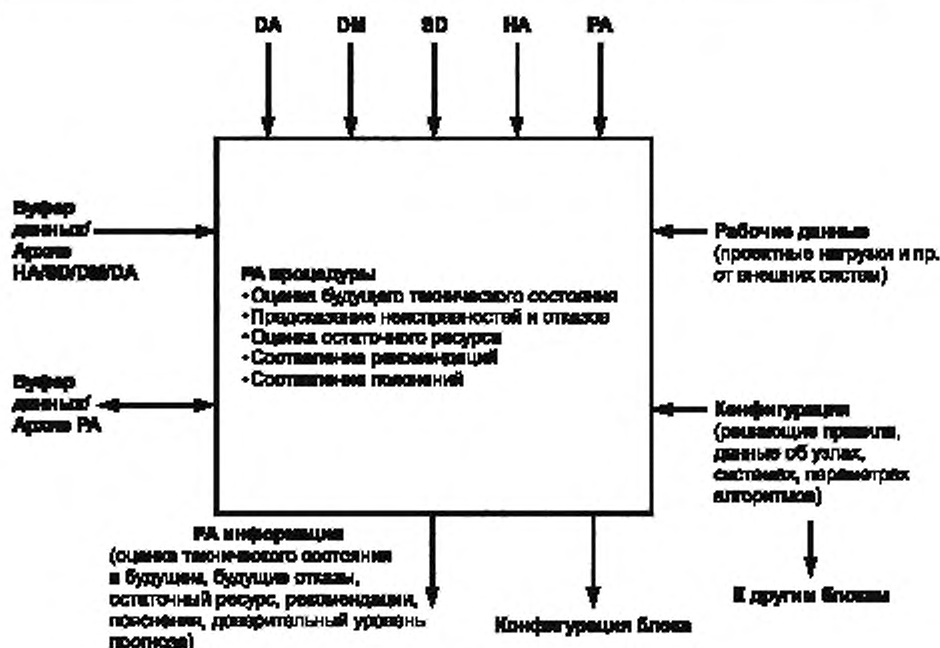 DA DM SD HA PA
Буфер
данных/
Архив
HA/SD/DM/DA
Рабочие данные
(проектные нагрузки и пр.
от внешних систем)
PA процедуры
• Оценка будущего технического состояния
• Предсказание неисправностей и отказов
• Оценка остаточного ресурса
• Составление рекомендаций
• Составление пояснений
Буфер
данных/
Архив PA
Конфигурация
(решающие правила,
данные об узлах,
системах, параметрах
алгоритмов)
PA информация
(оценка технического состояния
в будущем, будущие отказы,
остаточный ресурс, рекомендации,
пояснения, доверительный уровень
прогноза)
Конфигурация блока
К другим блокам